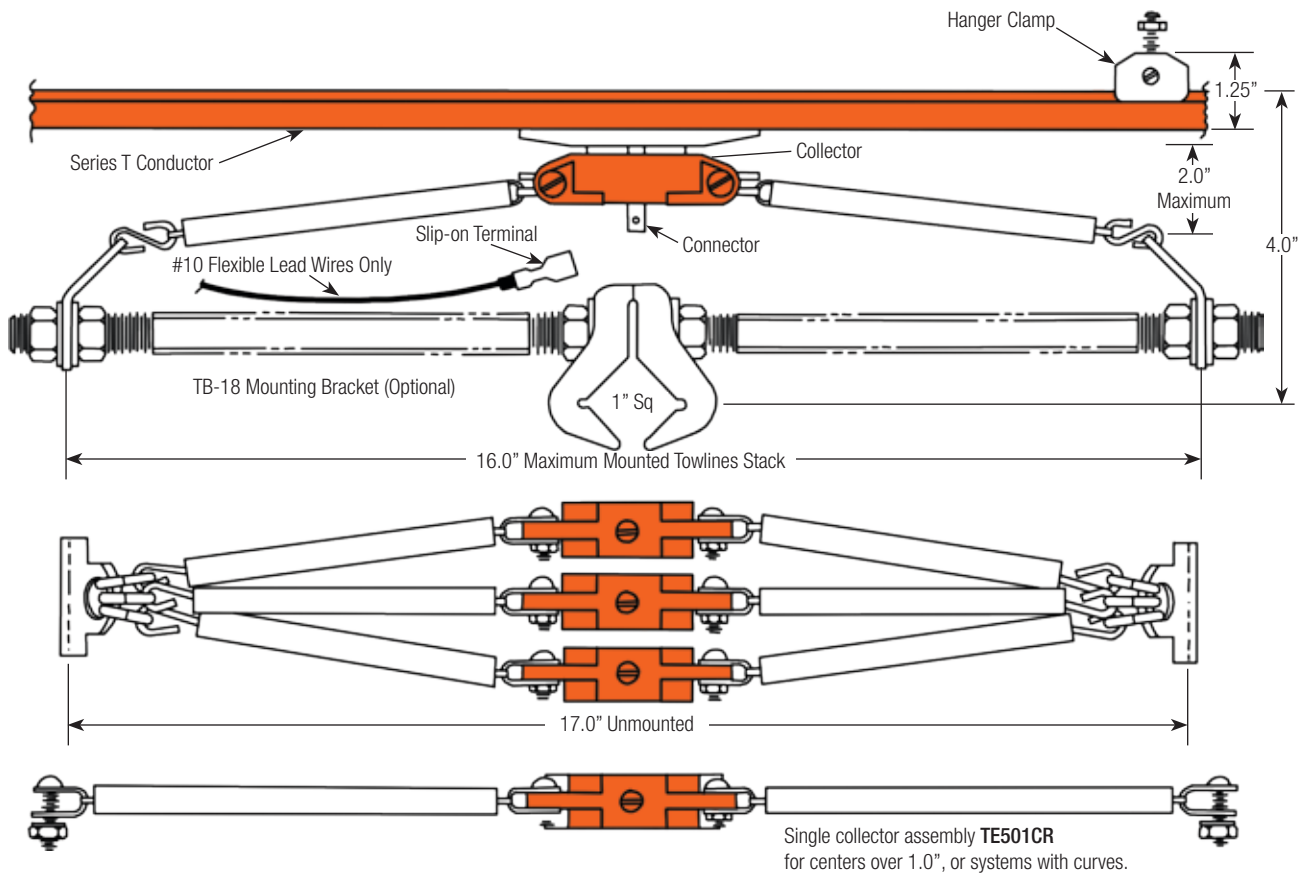 Hanger Clamp
1.25”
Series T Conductor
Collector
2.0”
Maximum
4.0”
Slip-on Terminal
Connector
#10 Flexible Lead Wires Only
TB-18 Mounting Bracket (Optional)
1” Sq
16.0” Maximum Mounted Towlines Stack
17.0” Unmounted
Single collector assembly TE501CR
for centers over 1.0”, or systems with curves.